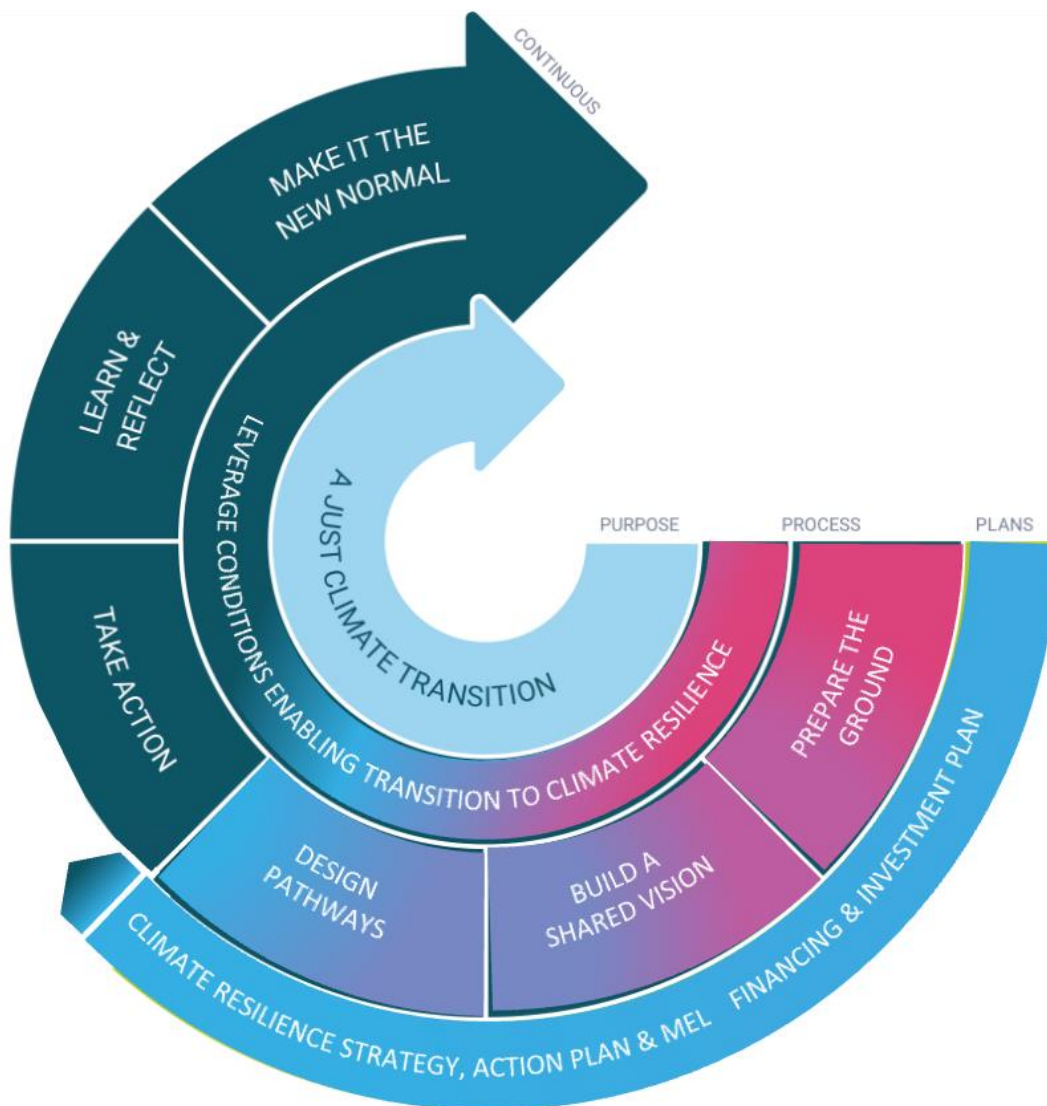 CONTINUOUS
MAKE IT THE
NEW NORMAL
LEARN &
REFLECT
TAKE ACTION
LEVERAGE CONDITIONS ENABLING TRANSITION TO CLIMATE RESILIENCE
A JUST CLIMATE TRANSITION
PURPOSE
PROCESS
PLANS
PREPARE THE
GROUND
BUILD A
SHARED VISION
DESIGN
PATHWAYS
CLIMATE RESILIENCE STRATEGY, ACTION PLAN & MEL
FINANCING & INVESTMENT PLAN